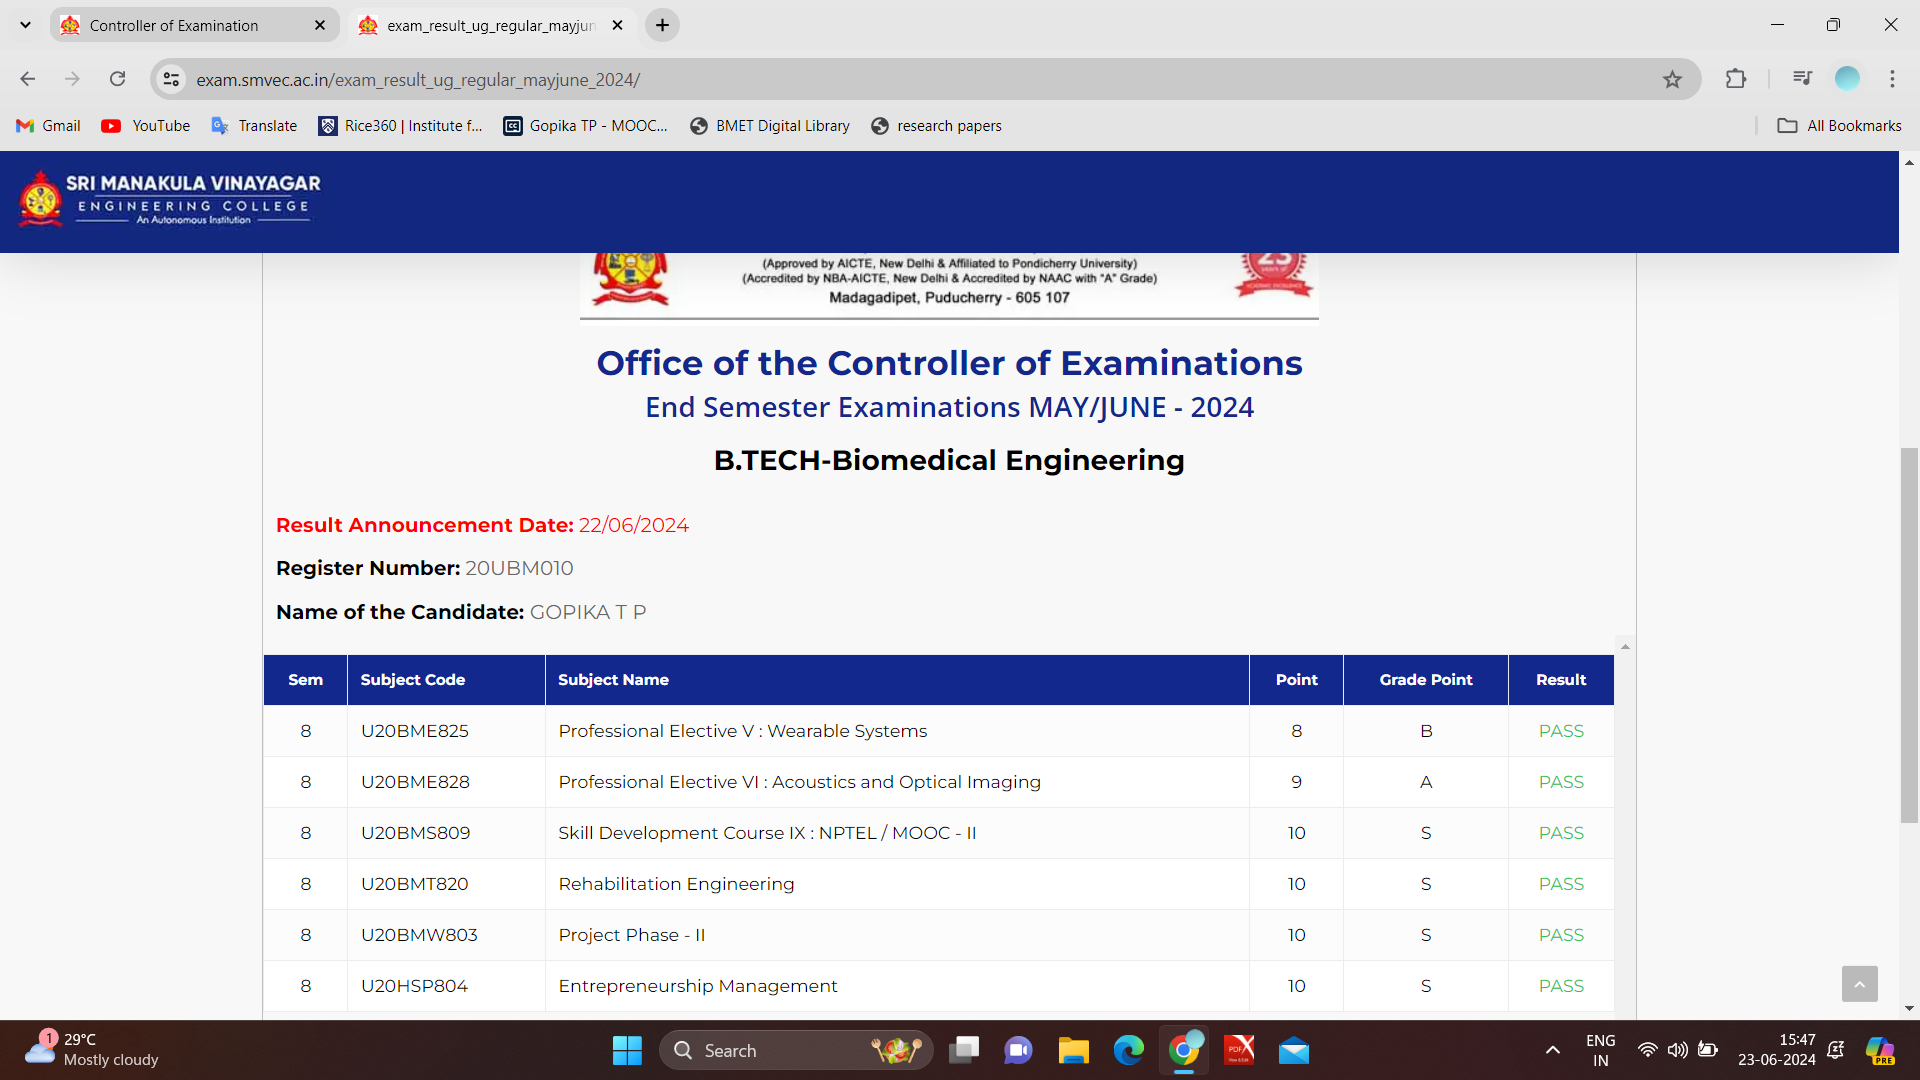 Controller of Examination
exam_result_ug_regular_mayjun
exam.smvec.ac.in/exam_result_ug_regular_mayjune_2024/
Gmail YouTube Translate Rice360 | Institute f... Gopika TP - MOOC... BMET Digital Library research papers All Bookmarks
SRI MANAKULA VINAYAGAR
ENGINEERING COLLEGE
An Autonomous Institution
(Approved by AICTE, New Delhi & Affiliated to Pondicherry University)
(Accredited by NBA-AICTE, New Delhi & Accredited by NAAC with "A" Grade)
Madagadipet, Puducherry - 605 107
Office of the Controller of Examinations
End Semester Examinations MAY/JUNE - 2024
B.TECH-Biomedical Engineering
Result Announcement Date: 22/06/2024
Register Number: 20UBM010
Name of the Candidate: GOPIKA T P
Sem Subject Code Subject Name Point Grade Point Result
8 U20BME825 Professional Elective V : Wearable Systems 8 B PASS
8 U20BME828 Professional Elective VI : Acoustics and Optical Imaging 9 A PASS
8 U20BMS809 Skill Development Course IX : NPTEL / MOOC - II 10 S PASS
8 U20BMT820 Rehabilitation Engineering 10 S PASS
8 U20BMW803 Project Phase - II 10 S PASS
8 U20HSP804 Entrepreneurship Management 10 S PASS
1
29°C
Mostly cloudy
Search
PDF X
ENG
IN
15:47
23-06-2024
PRE